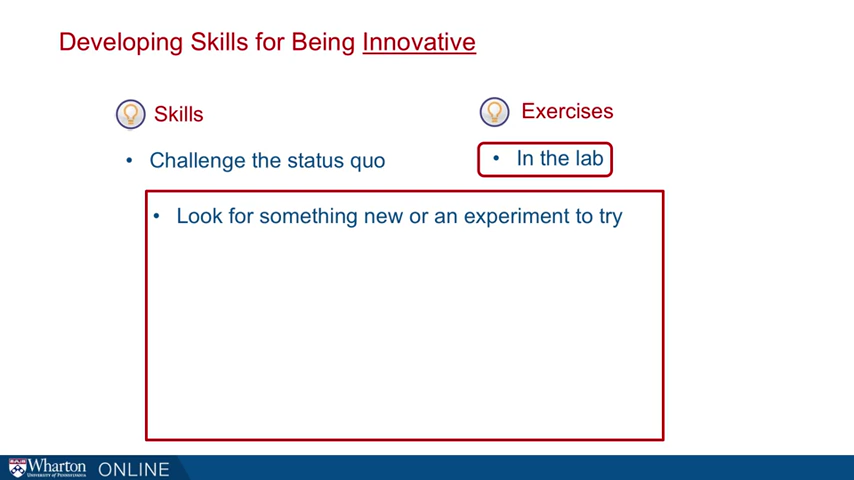 Developing Skills for Being Innovative
Skills
Exercises
• Challenge the status quo
• In the lab
• Look for something new or an experiment to try
Wharton
UNIVERSITY of PENNSYLVANIA
ONLINE